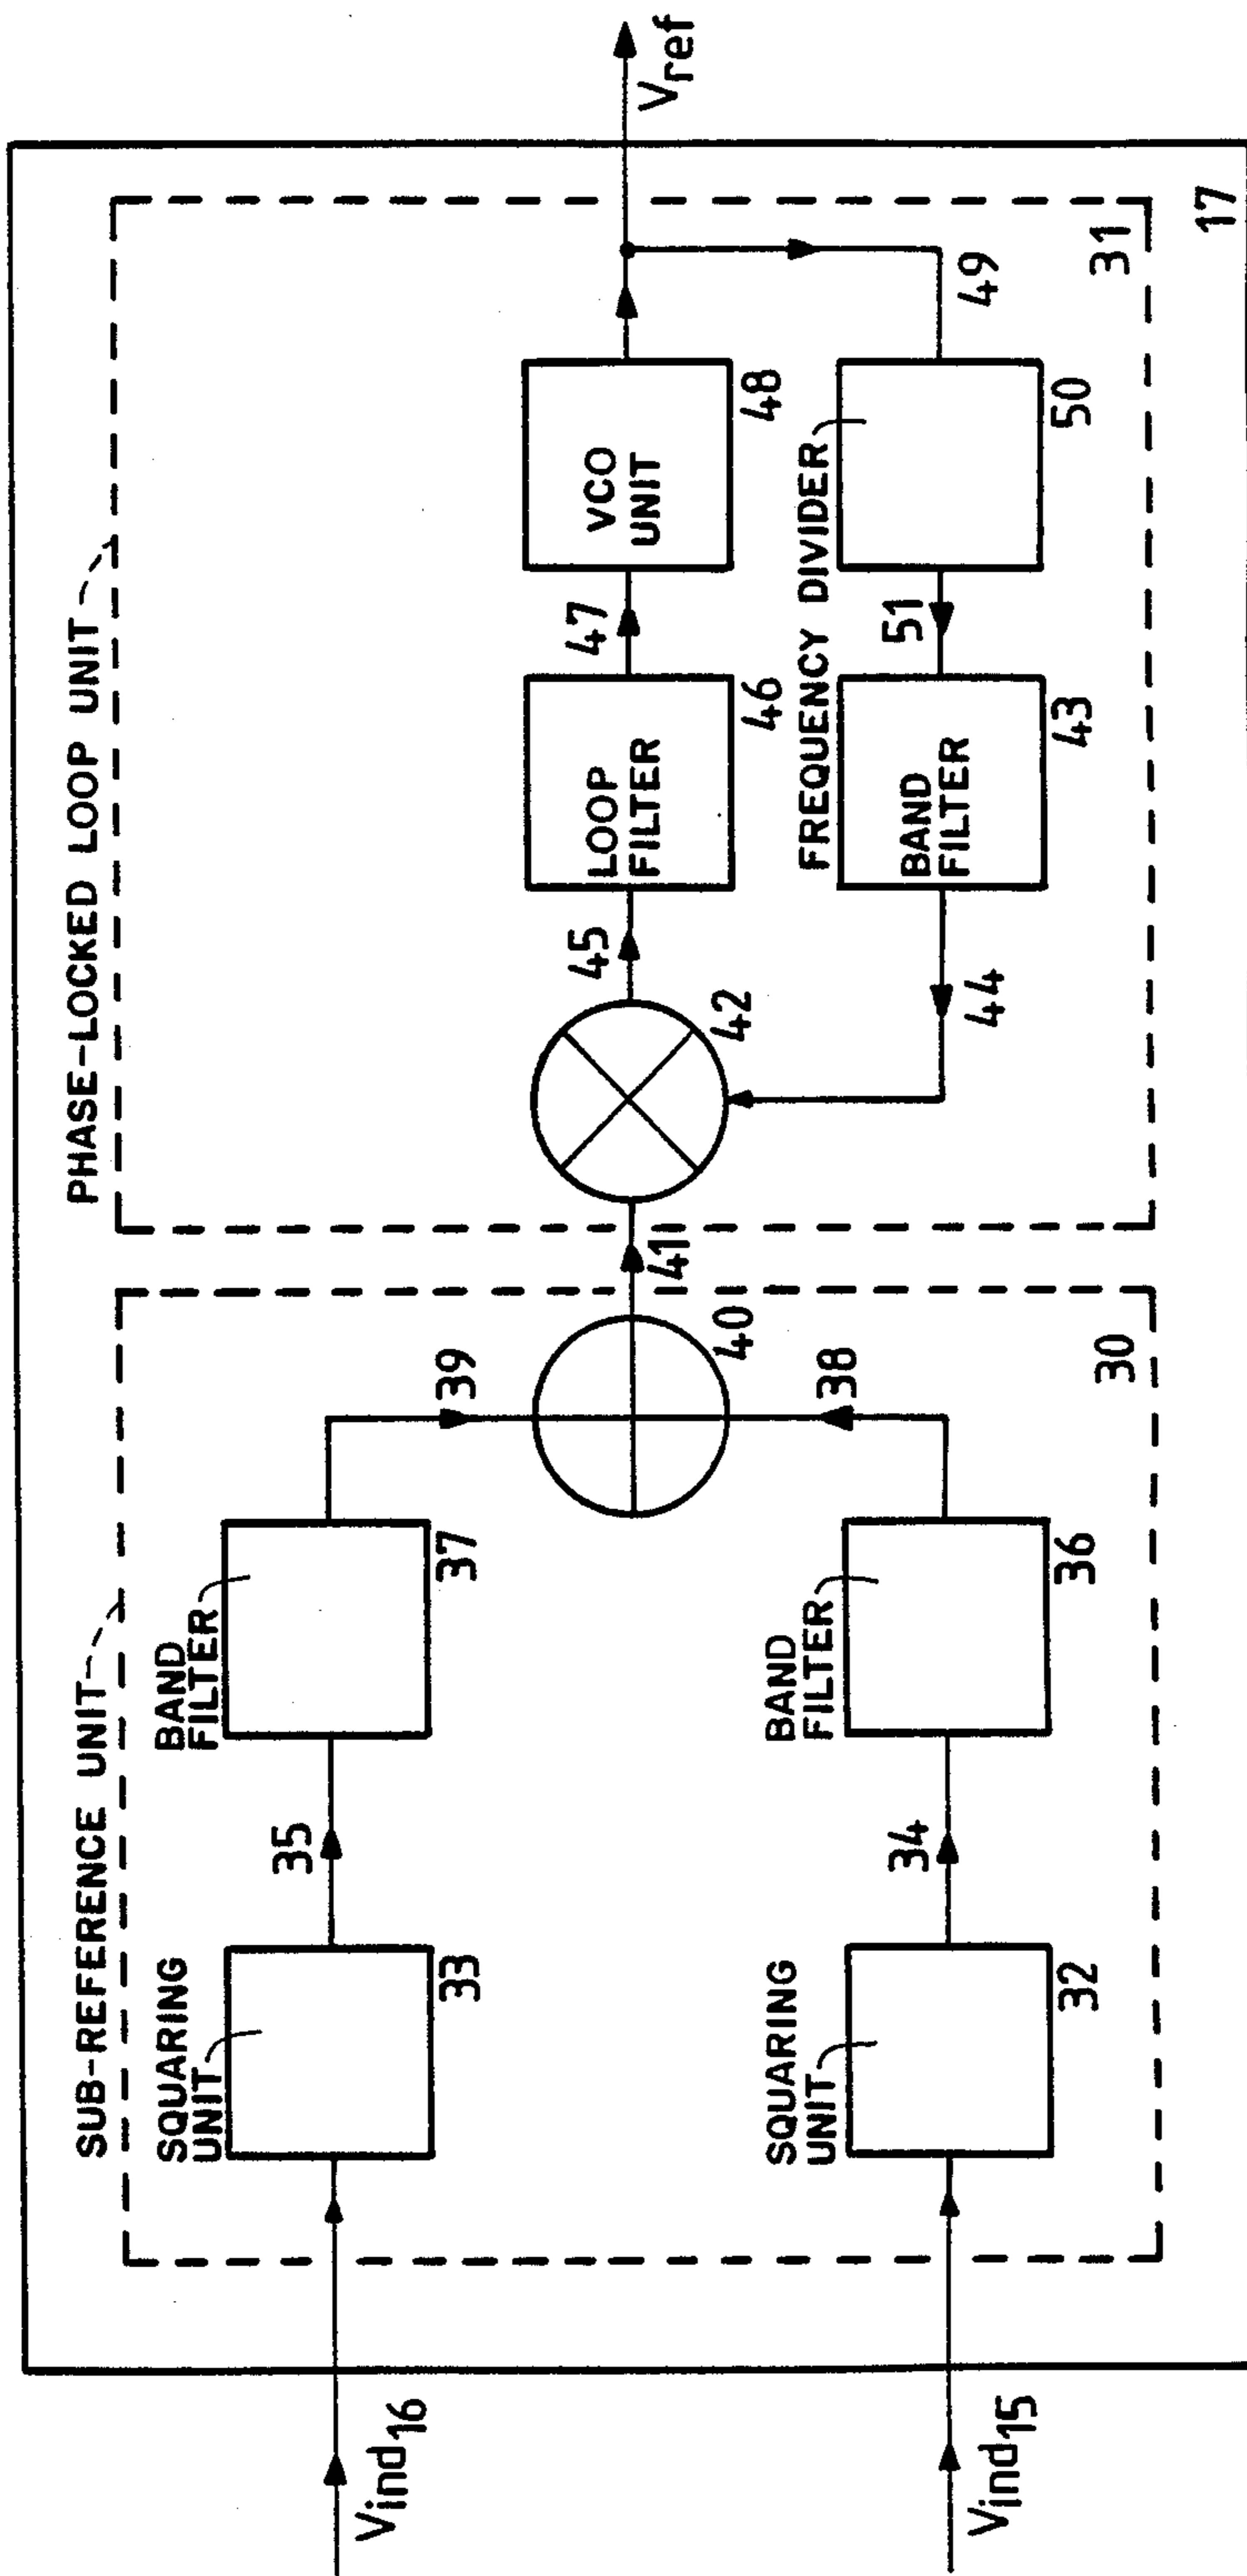 PHASE-LOCKED LOOP UNIT
SUB-REFERENCE UNIT
Vind16
SQUARING
UNIT
33
35
BAND
FILTER
37
39
40
41
42
45
LOOP
FILTER
46
47
VCO
UNIT
48
Vref
49
FREQUENCY DIVIDER
50
51
BAND
FILTER
43
44
31
Vind15
SQUARING
UNIT
32
34
BAND
FILTER
36
38
30
17